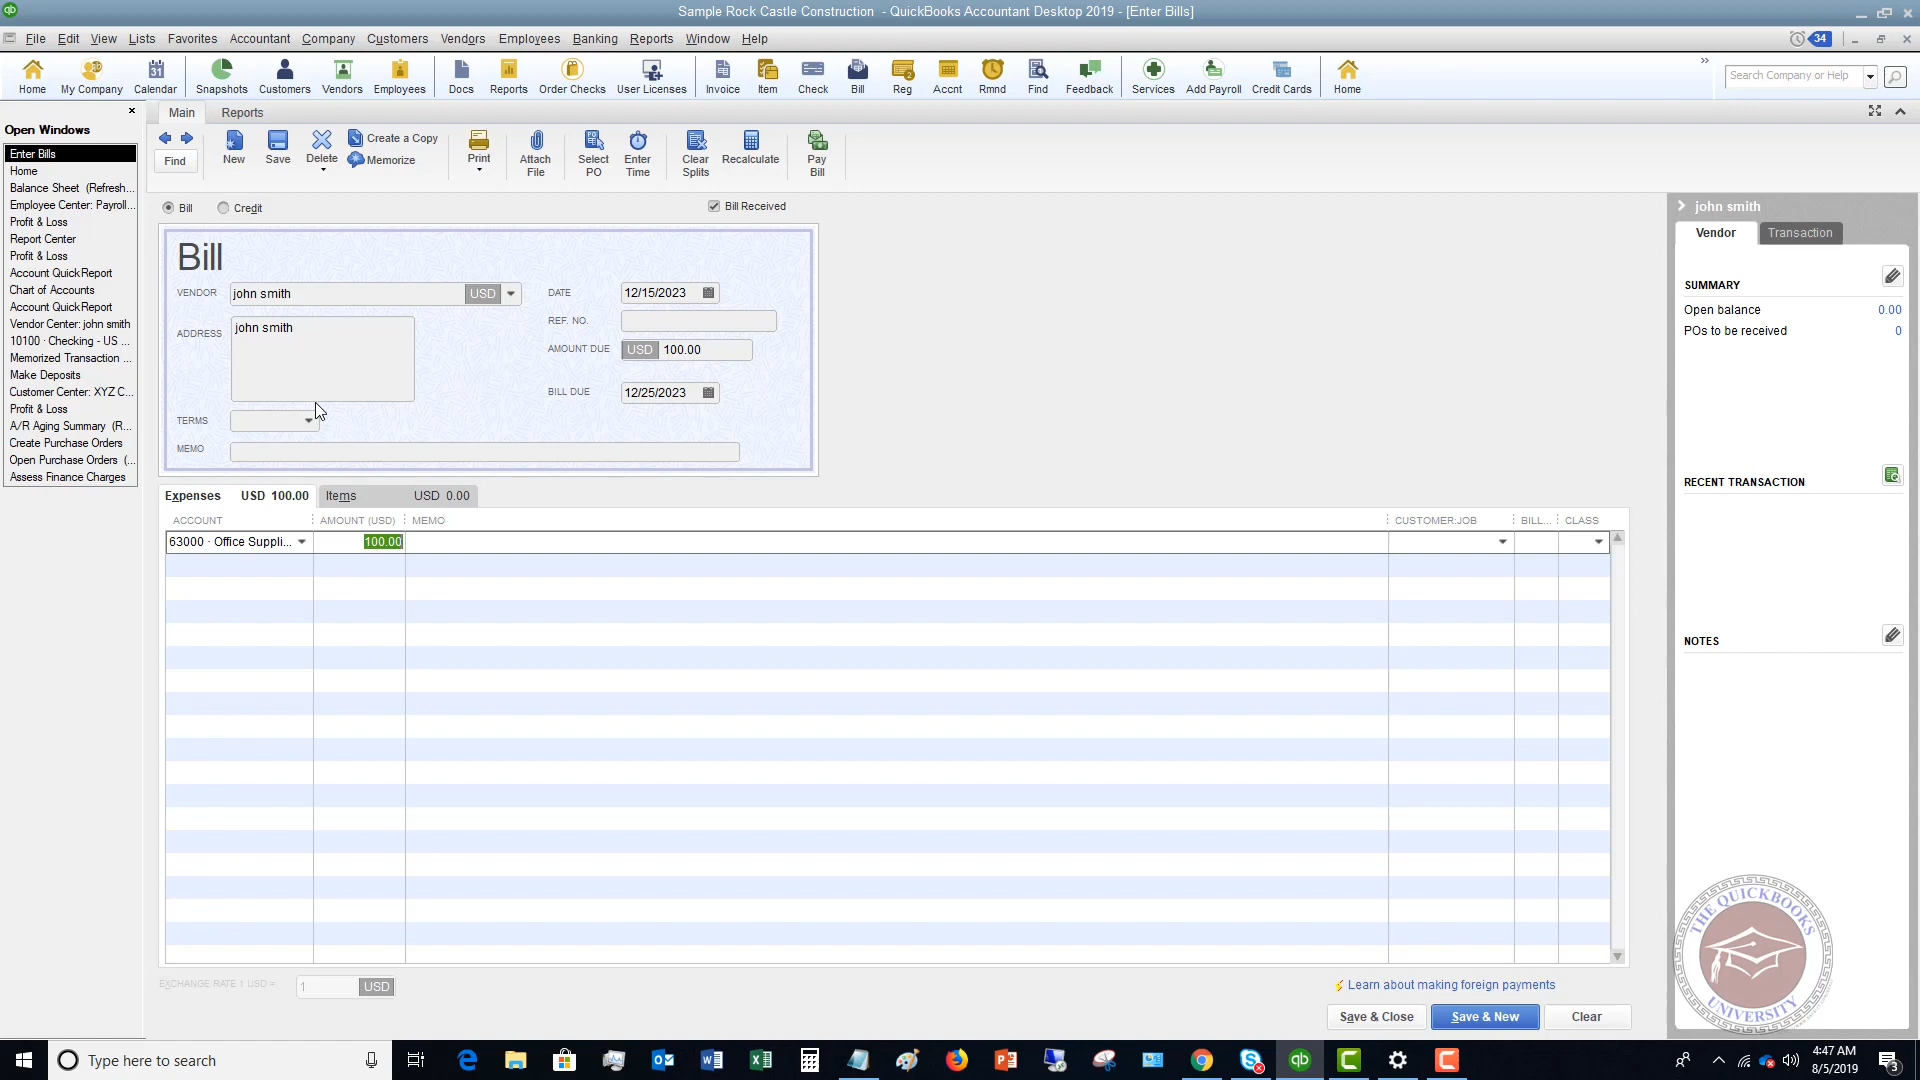 Sample Rock Castle Construction - QuickBooks Accountant Desktop 2019 - [Enter Bills]
File Edit View Lists Favorites Accountant Company Customers Vendors Employees Banking Reports Window Help
34
Home My Company Calendar Snapshots Customers Vendors Employees Docs Reports Order Checks User Licenses Invoice Item Check Bill Reg Accnt Rmnd Find Feedback Services Add Payroll Credit Cards Home
Search Company or Help
Open Windows
Enter Bills
Home
Balance Sheet (Refresh...
Employee Center: Payroll...
Profit & Loss
Report Center
Profit & Loss
Account QuickReport
Chart of Accounts
Account QuickReport
Vendor Center: john smith
10100 · Checking - US ...
Memorized Transaction ...
Make Deposits
Customer Center: XYZ C...
Profit & Loss
A/R Aging Summary (R...
Create Purchase Orders
Open Purchase Orders (...
Assess Finance Charges
Main Reports
Find New Save Delete Create a Copy
Memorize
Print Attach File Select PO Enter Time Clear Splits Recalculate Pay Bill
Bill Credit Bill Received
Bill
VENDOR john smith USD DATE 12/15/2023
REF. NO.
ADDRESS john smith
AMOUNT DUE USD 100.00
BILL DUE 12/25/2023
TERMS
MEMO
Expenses USD 100.00 Items USD 0.00
ACCOUNT AMOUNT (USD) MEMO CUSTOMER:JOB BILL... CLASS
63000 · Office Suppli... 100.00
EXCHANGE RATE 1 USD = 1 USD
Learn about making foreign payments
Save & Close Save & New Clear
john smith
Vendor Transaction
SUMMARY
Open balance 0.00
POs to be received 0
RECENT TRANSACTION
NOTES
THE QUICKBOOKS
UNIVERSITY
Type here to search
4:47 AM
8/5/2019
3